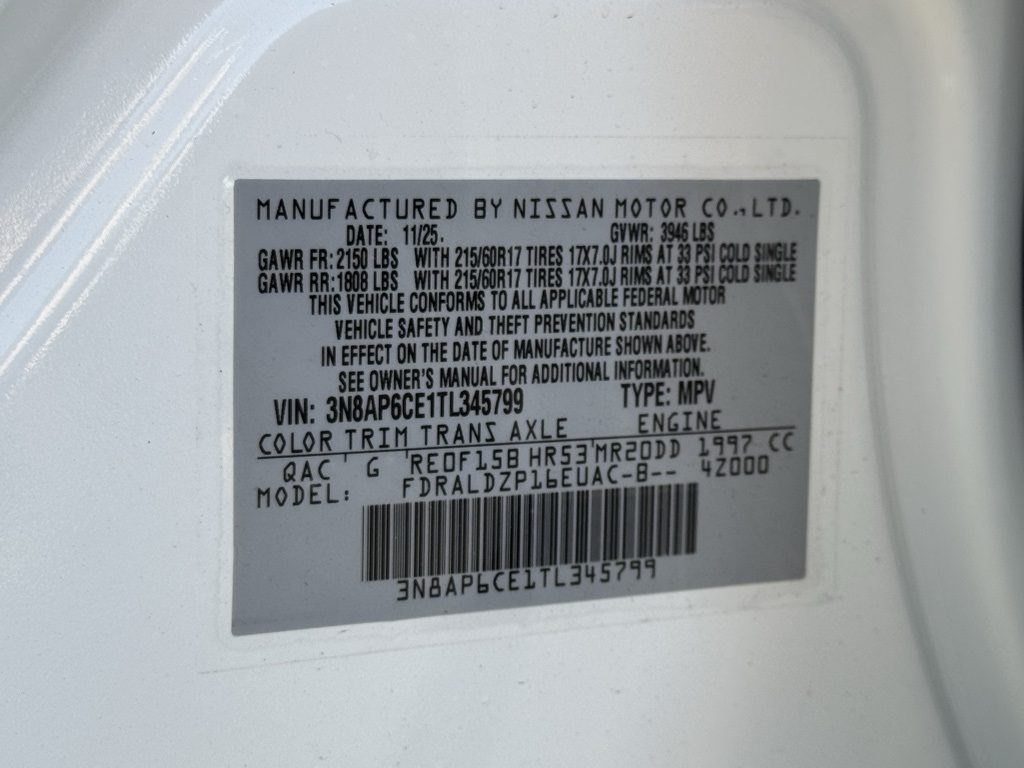 MANUFACTURED BY NISSAN MOTOR CO.,LTD.
DATE: 11/25. GVWR: 3946 LBS
GAWR FR: 2150 LBS WITH 215/60R17 TIRES 17X7.0J RIMS AT 33 PSI COLD SINGLE
GAWR RR: 1808 LBS WITH 215/60R17 TIRES 17X7.0J RIMS AT 33 PSI COLD SINGLE
THIS VEHICLE CONFORMS TO ALL APPLICABLE FEDERAL MOTOR
VEHICLE SAFETY AND THEFT PREVENTION STANDARDS
IN EFFECT ON THE DATE OF MANUFACTURE SHOWN ABOVE.
SEE OWNER'S MANUAL FOR ADDITIONAL INFORMATION.
VIN: 3N8AP6CE1TL345799 TYPE: MPV
COLOR TRIM TRANS AXLE ENGINE
QAC ' G 'RE0F15B HR53'MR20DD 1997 CC
MODEL: FDRALDZP16EUAC-B-- 4Z000
3N8AP6CE1TL345799